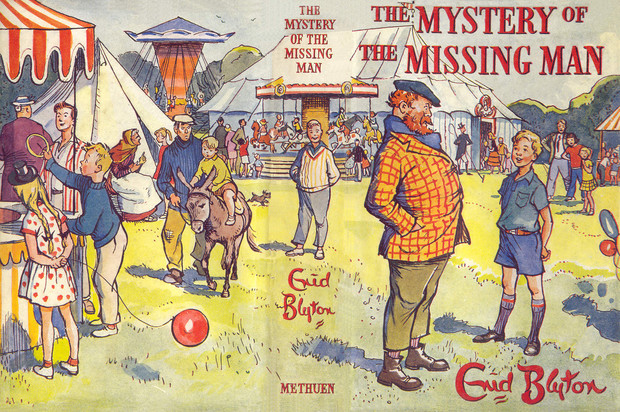 THE
MYSTERY
OF THE
MISSING
MAN
Enid
Blyton
METHUEN
THE MYSTERY OF
THE MISSING MAN
Enid Blyton